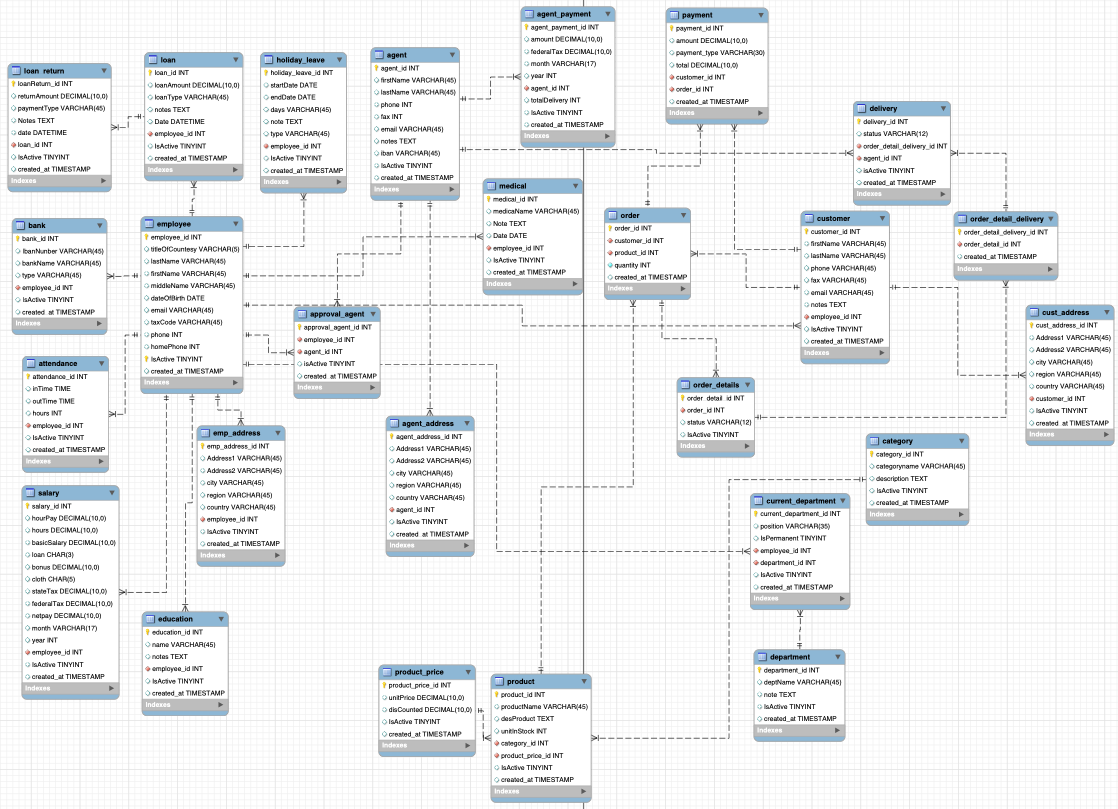 agent_payment
agent_payment_id INT
amount DECIMAL(10,0)
federalTax DECIMAL(10,0)
month VARCHAR(17)
year INT
agent_id INT
totalDelivery INT
IsActive TINYINT
created_at TIMESTAMP
Indexes
payment
payment_id INT
amount DECIMAL(10,0)
payment_type VARCHAR(30)
total DECIMAL(10,0)
customer_id INT
order_id INT
created_at TIMESTAMP
Indexes
loan_return
loanReturn_id INT
returnAmount DECIMAL(10,0)
paymentType VARCHAR(45)
Notes TEXT
date DATETIME
loan_id INT
IsActive TINYINT
created_at TIMESTAMP
Indexes
loan
loan_id INT
loanAmount DECIMAL(10,0)
loanType VARCHAR(45)
notes TEXT
Date DATETIME
employee_id INT
IsActive TINYINT
created_at TIMESTAMP
Indexes
holiday_leave
holiday_leave_id INT
startDate DATE
endDate DATE
days VARCHAR(45)
note TEXT
type VARCHAR(45)
employee_id INT
IsActive TINYINT
created_at TIMESTAMP
Indexes
agent
agent_id INT
firstName VARCHAR(45)
lastName VARCHAR(45)
phone INT
fax INT
email VARCHAR(45)
notes TEXT
iban VARCHAR(45)
IsActive TINYINT
created_at TIMESTAMP
Indexes
delivery
delivery_id INT
status VARCHAR(12)
order_detail_delivery_id INT
agent_id INT
isActive TINYINT
created_at TIMESTAMP
Indexes
medical
medical_id INT
medicaName VARCHAR(45)
Note TEXT
Date DATE
employee_id INT
IsActive TINYINT
created_at TIMESTAMP
Indexes
order
order_id INT
customer_id INT
product_id INT
quantity INT
created_at TIMESTAMP
Indexes
customer
customer_id INT
firstName VARCHAR(45)
lastName VARCHAR(45)
phone VARCHAR(45)
fax VARCHAR(45)
email VARCHAR(45)
notes TEXT
employee_id INT
IsActive TINYINT
created_at TIMESTAMP
Indexes
order_detail_delivery
order_detail_delivery_id INT
order_detail_id INT
created_at TIMESTAMP
Indexes
bank
bank_id INT
loanNumber VARCHAR(45)
bankName VARCHAR(45)
type VARCHAR(45)
employee_id INT
IsActive TINYINT
created_at TIMESTAMP
Indexes
employee
employee_id INT
titleOfCountesy VARCHAR(5)
lastName VARCHAR(45)
firstName VARCHAR(45)
middleName VARCHAR(45)
dateOfBirth DATE
email VARCHAR(45)
taxCode VARCHAR(45)
phone INT
homePhone INT
IsActive TINYINT
created_at TIMESTAMP
Indexes
approval_agent
approval_agent_id INT
employee_id INT
agent_id INT
isActive TINYINT
created_at TIMESTAMP
Indexes
cust_address
cust_address_id INT
Address1 VARCHAR(45)
Address2 VARCHAR(45)
city VARCHAR(45)
region VARCHAR(45)
country VARCHAR(45)
customer_id INT
IsActive TINYINT
created_at TIMESTAMP
Indexes
attendance
attendance_id INT
inTime TIME
outTime TIME
hours INT
employee_id INT
IsActive TINYINT
created_at TIMESTAMP
Indexes
order_details
order_detail_id INT
order_id INT
status VARCHAR(12)
IsActive TINYINT
Indexes
emp_address
emp_address_id INT
Address1 VARCHAR(45)
Address2 VARCHAR(45)
city VARCHAR(45)
region VARCHAR(45)
country VARCHAR(45)
employee_id INT
IsActive TINYINT
created_at TIMESTAMP
Indexes
agent_address
agent_address_id INT
Address1 VARCHAR(45)
Address2 VARCHAR(45)
city VARCHAR(45)
region VARCHAR(45)
country VARCHAR(45)
agent_id INT
IsActive TINYINT
created_at TIMESTAMP
Indexes
category
category_id INT
categoryname VARCHAR(45)
description TEXT
IsActive TINYINT
created_at TIMESTAMP
Indexes
salary
salary_id INT
hourPay DECIMAL(10,0)
hours DECIMAL(10,0)
basicSalary DECIMAL(10,0)
loan CHAR(3)
bonus DECIMAL(10,0)
cloth CHAR(5)
stateTax DECIMAL(10,0)
federalTax DECIMAL(10,0)
netpay DECIMAL(10,0)
month VARCHAR(17)
year INT
employee_id INT
IsActive TINYINT
created_at TIMESTAMP
Indexes
current_department
current_department_id INT
position VARCHAR(35)
IsPermanent TINYINT
employee_id INT
department_id INT
IsActive TINYINT
created_at TIMESTAMP
Indexes
education
education_id INT
name VARCHAR(45)
notes TEXT
employee_id INT
IsActive TINYINT
created_at TIMESTAMP
Indexes
department
department_id INT
deptName VARCHAR(45)
note TEXT
IsActive TINYINT
created_at TIMESTAMP
Indexes
product_price
product_price_id INT
unitPrice DECIMAL(10,0)
disCounted DECIMAL(10,0)
IsActive TINYINT
created_at TIMESTAMP
Indexes
product
product_id INT
productName VARCHAR(45)
desProduct TEXT
unitInStock INT
category_id INT
product_price_id INT
IsActive TINYINT
created_at TIMESTAMP
Indexes